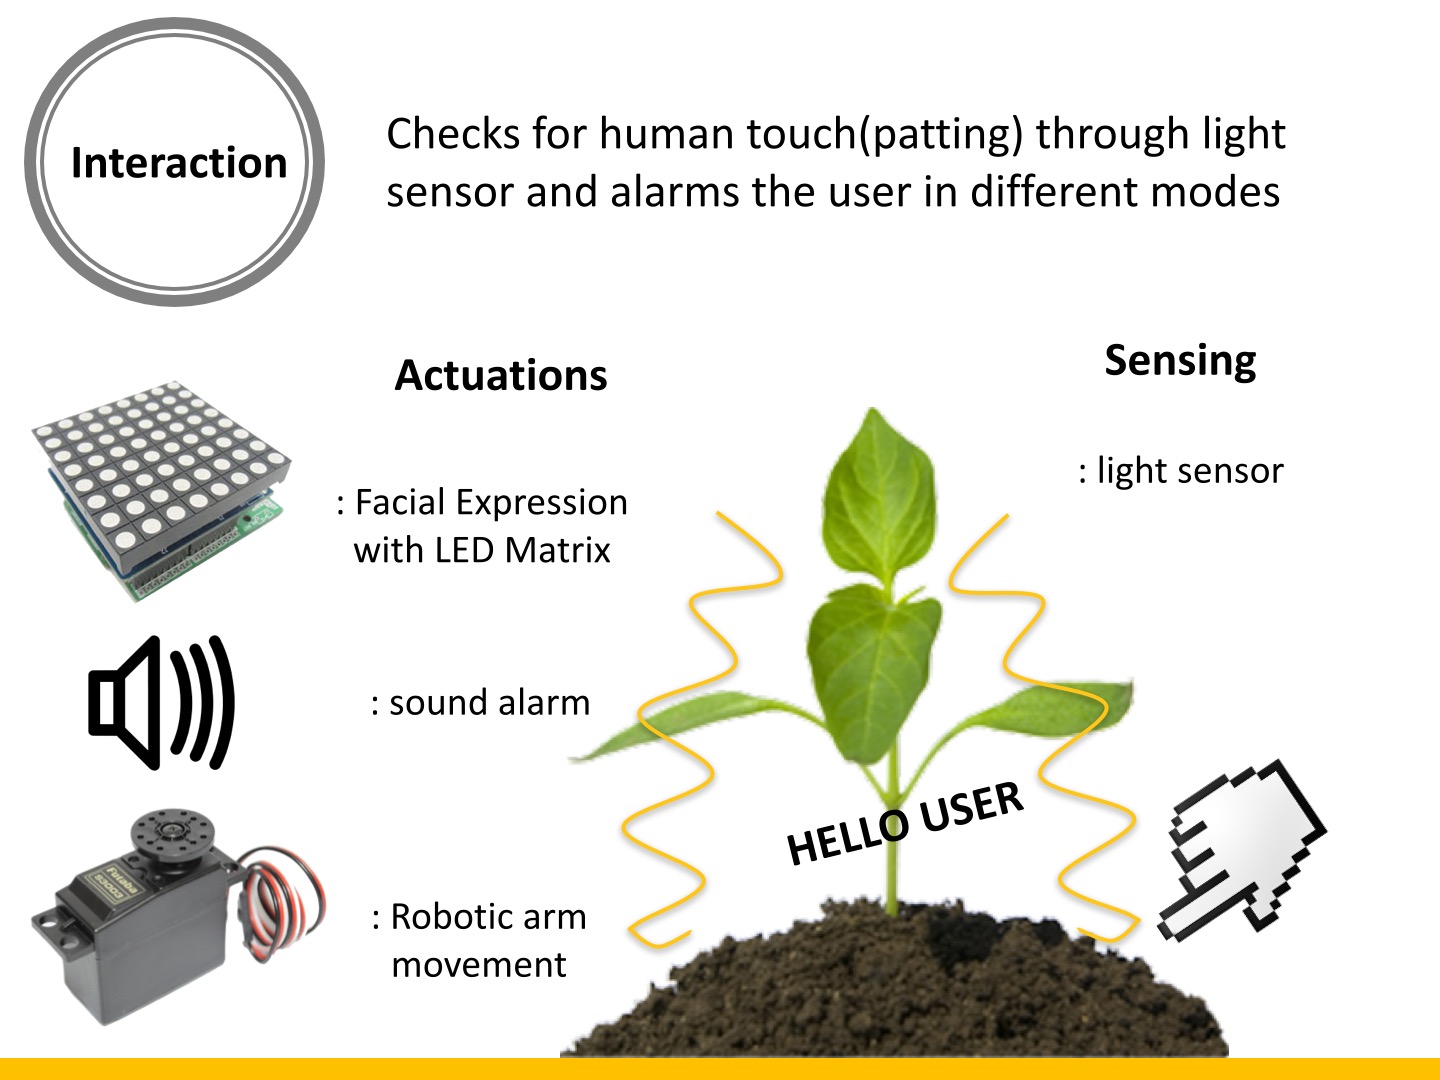 Interaction
Checks for human touch(patting) through light
sensor and alarms the user in different modes
Actuations
: Facial Expression
with LED Matrix
: sound alarm
: Robotic arm
movement
Sensing
: light sensor
HELLO USER
Futaba
S3003